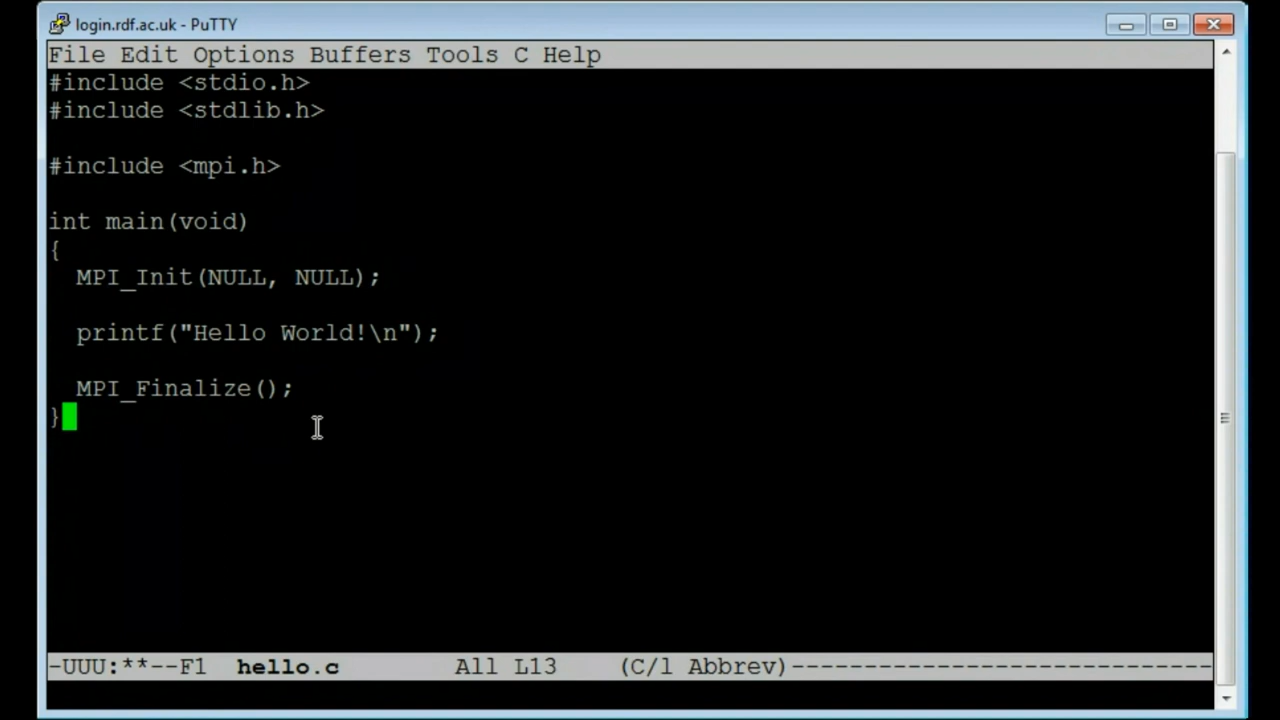 login.rdf.ac.uk - PuTTY
File Edit Options Buffers Tools C Help
#include <stdio.h>
#include <stdlib.h>
#include <mpi.h>
int main(void)
{
  MPI_Init(NULL, NULL);
  printf("Hello World!\n");
  MPI_Finalize();
}
-UUU:**--F1  hello.c        All L13    (C/l Abbrev)-----------------------------